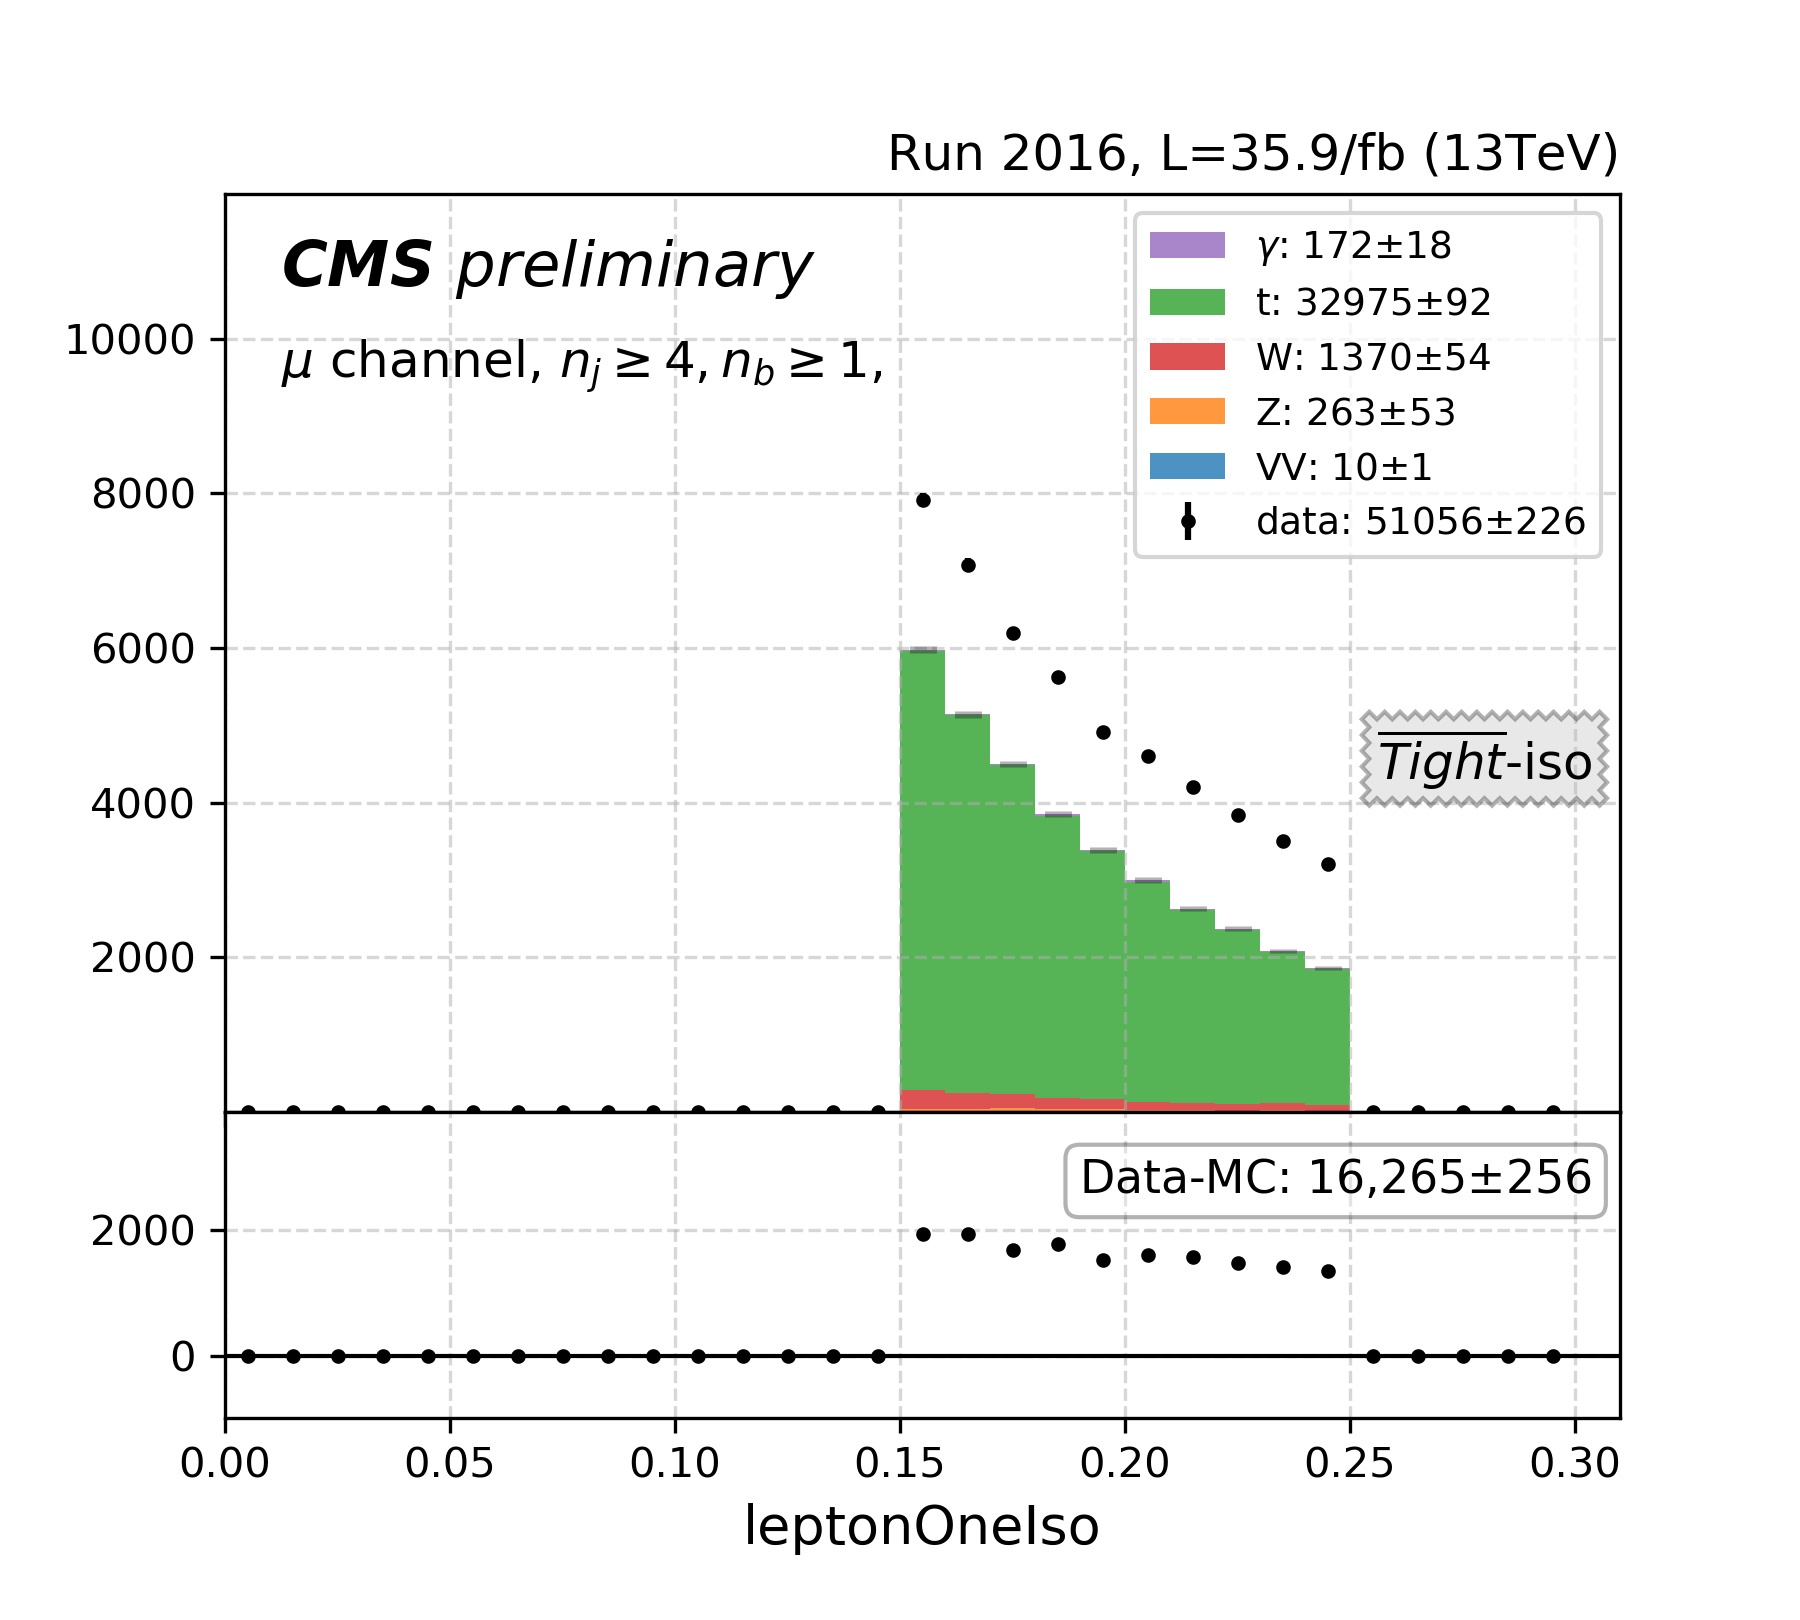 Run 2016, L=35.9/fb (13TeV)
CMS preliminary
μ channel, n_j ≥ 4, n_b ≥ 1,
γ: 172±18
t: 32975±92
W: 1370±54
Z: 263±53
VV: 10±1
data: 51056±226
10000
8000
6000
4000
2000
T̅i̅g̅h̅t̅-iso
Data-MC: 16,265±256
2000
0
0.00 0.05 0.10 0.15 0.20 0.25 0.30
leptonOneIso